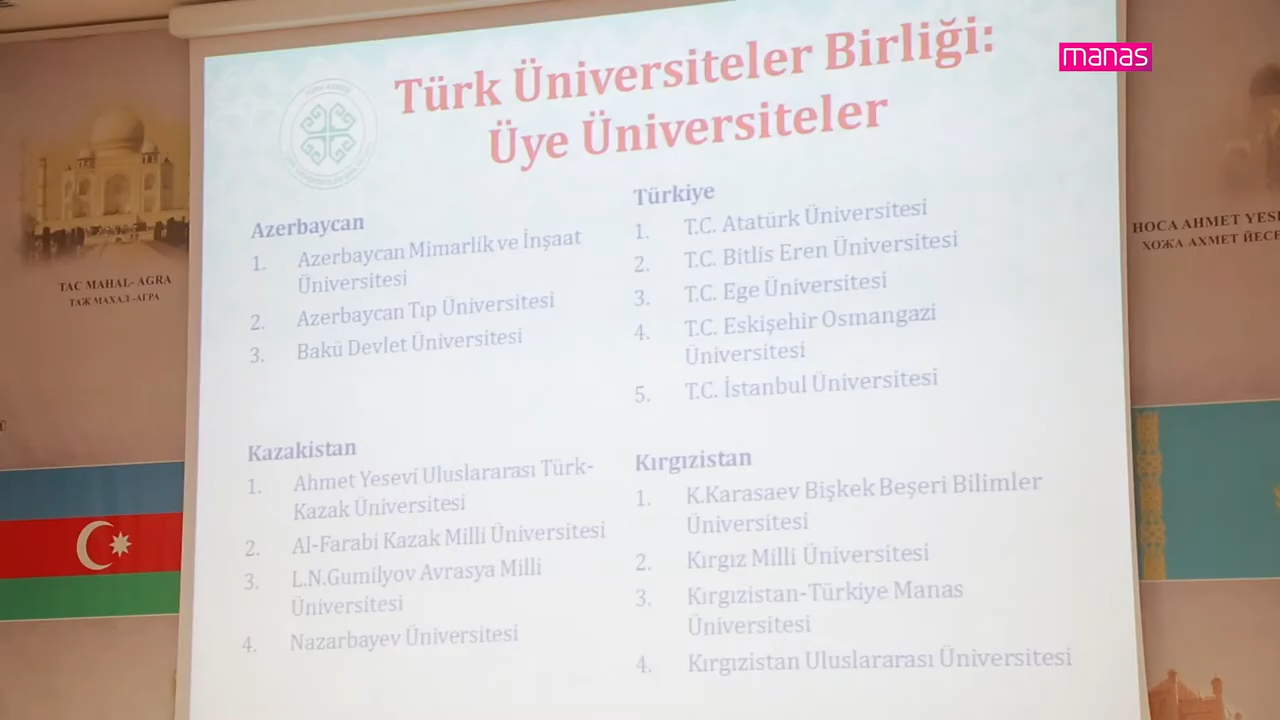 manas
Türk Üniversiteler Birliği:
Üye Üniversiteler
Azerbaycan
1. Azerbaycan Mimarlik ve İnşaat
Üniversitesi
2. Azerbaycan Tıp Üniversitesi
3. Bakü Devlet Üniversitesi
Türkiye
1. T.C. Atatürk Üniversitesi
2. T.C. Bitlis Eren Üniversitesi
3. T.C. Ege Üniversitesi
4. T.C. Eskişehir Osmangazi
Üniversitesi
5. T.C. İstanbul Üniversitesi
Kazakistan
1. Ahmet Yesevi Uluslararası Türk-
Kazak Üniversitesi
2. Al-Farabi Kazak Milli Üniversitesi
3. L.N.Gumilyov Avrasya Milli
Üniversitesi
4. Nazarbayev Üniversitesi
Kırgızistan
1. K.Karasaev Bişkek Beşeri Bilimler
Üniversitesi
2. Kırgız Milli Üniversitesi
3. Kırgızistan-Türkiye Manas
Üniversitesi
4. Kırgızistan Uluslararası Üniversitesi
TAC MAHAL- AGRA
ТАЖ МАХАЛ -АГРА
HOCA AHMET YESE
ХОЖА АХМЕТ ЙЕСЕ